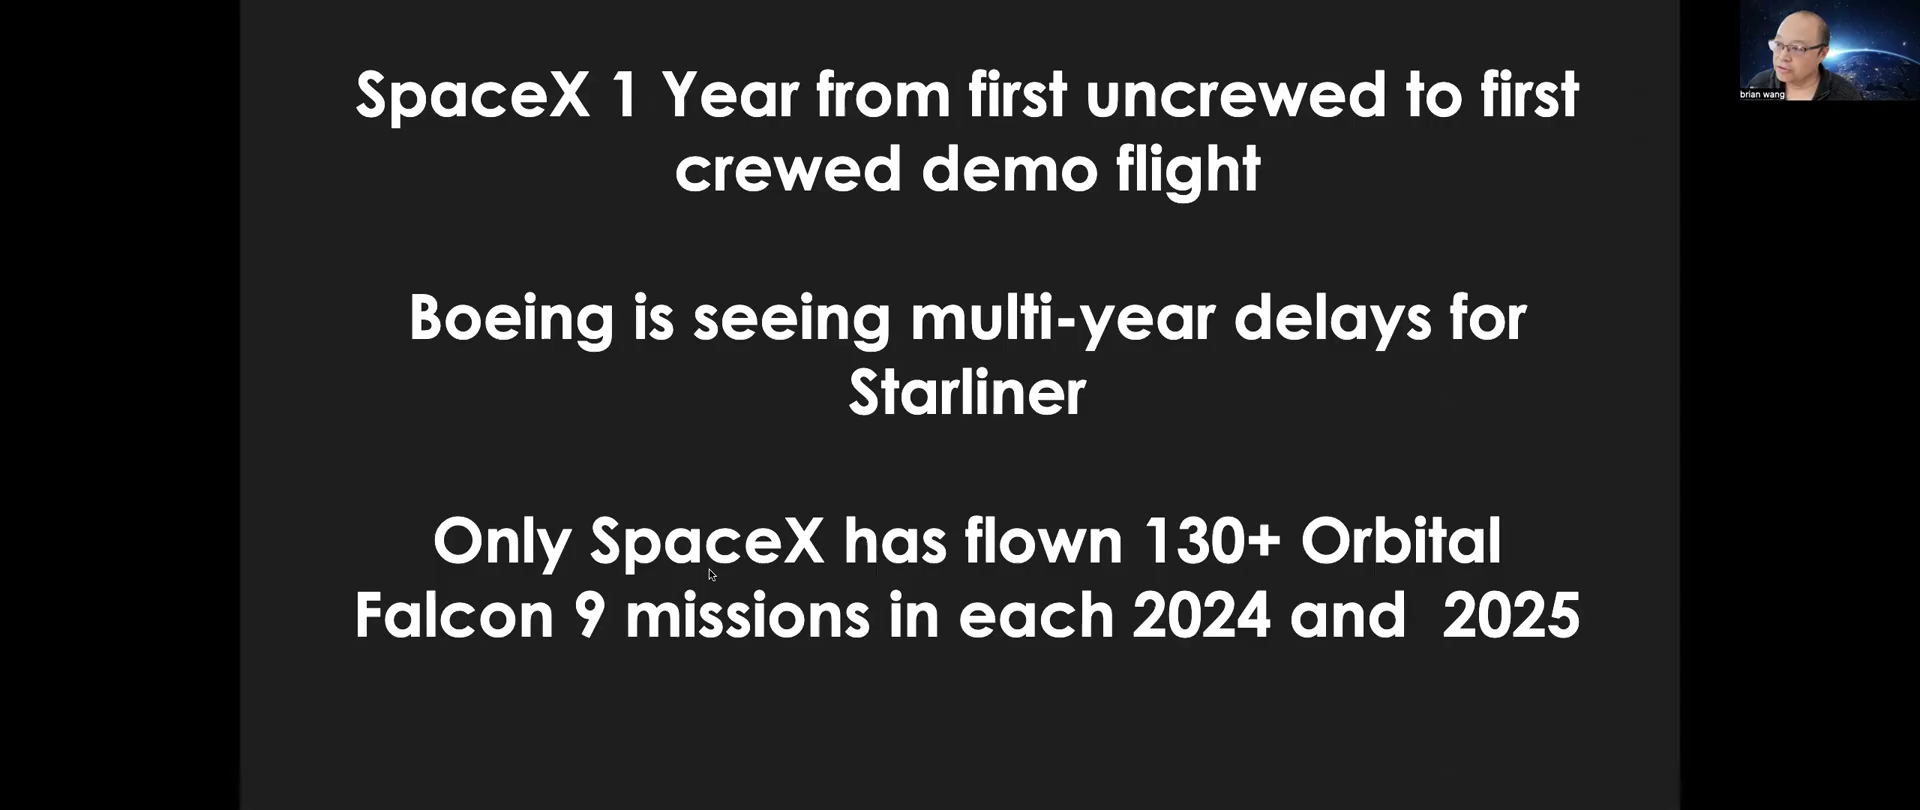 SpaceX 1 Year from first uncrewed to first
crewed demo flight
Boeing is seeing multi-year delays for
Starliner
Only SpaceX has flown 130+ Orbital
Falcon 9 missions in each 2024 and  2025
brian wang